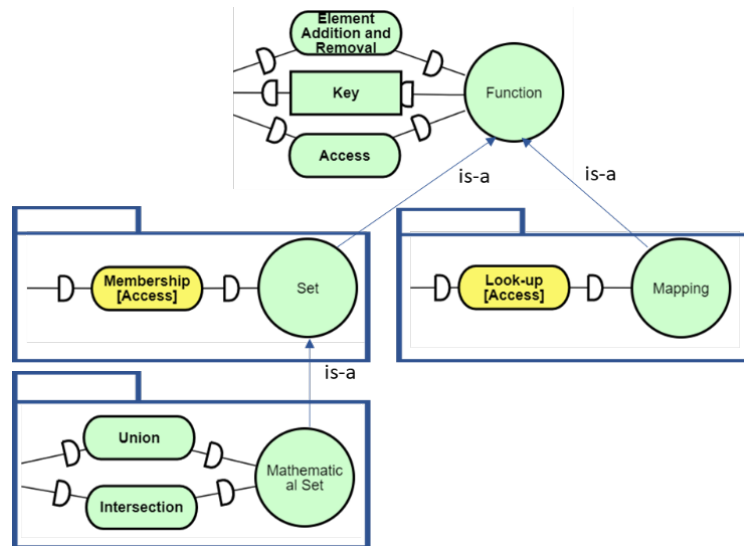 Element
Addition and
Removal
Key
Function
Access
is-a
is-a
Membership
[Access]
Set
Look-up
[Access]
Mapping
is-a
Union
Mathematic
al Set
Intersection